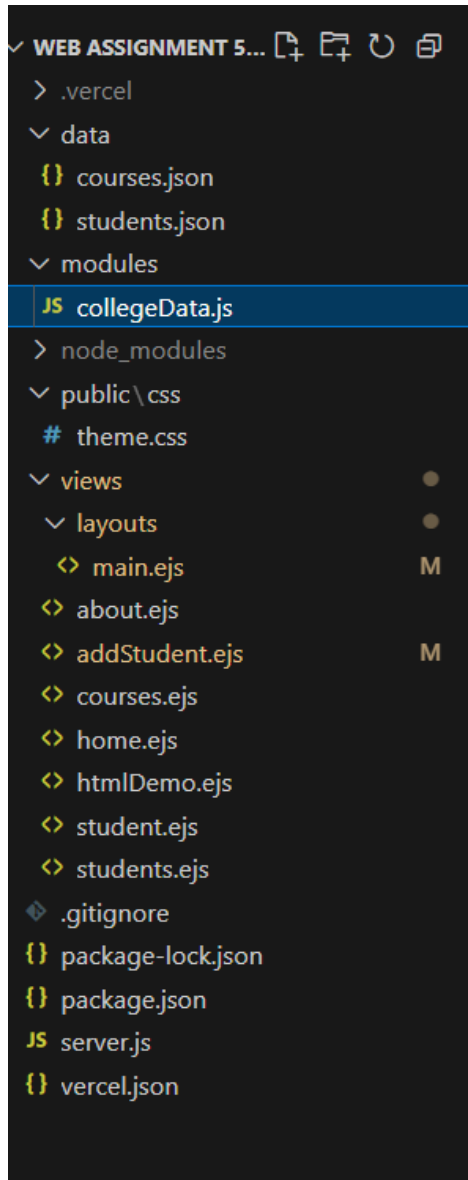 WEB ASSIGNMENT 5...
.vercel
data
{} courses.json
{} students.json
modules
JS collegeData.js
node_modules
public\css
# theme.css
views
layouts
<> main.ejs M
<> about.ejs
<> addStudent.ejs M
<> courses.ejs
<> home.ejs
<> htmlDemo.ejs
<> student.ejs
<> students.ejs
.gitignore
{} package-lock.json
{} package.json
JS server.js
{} vercel.json